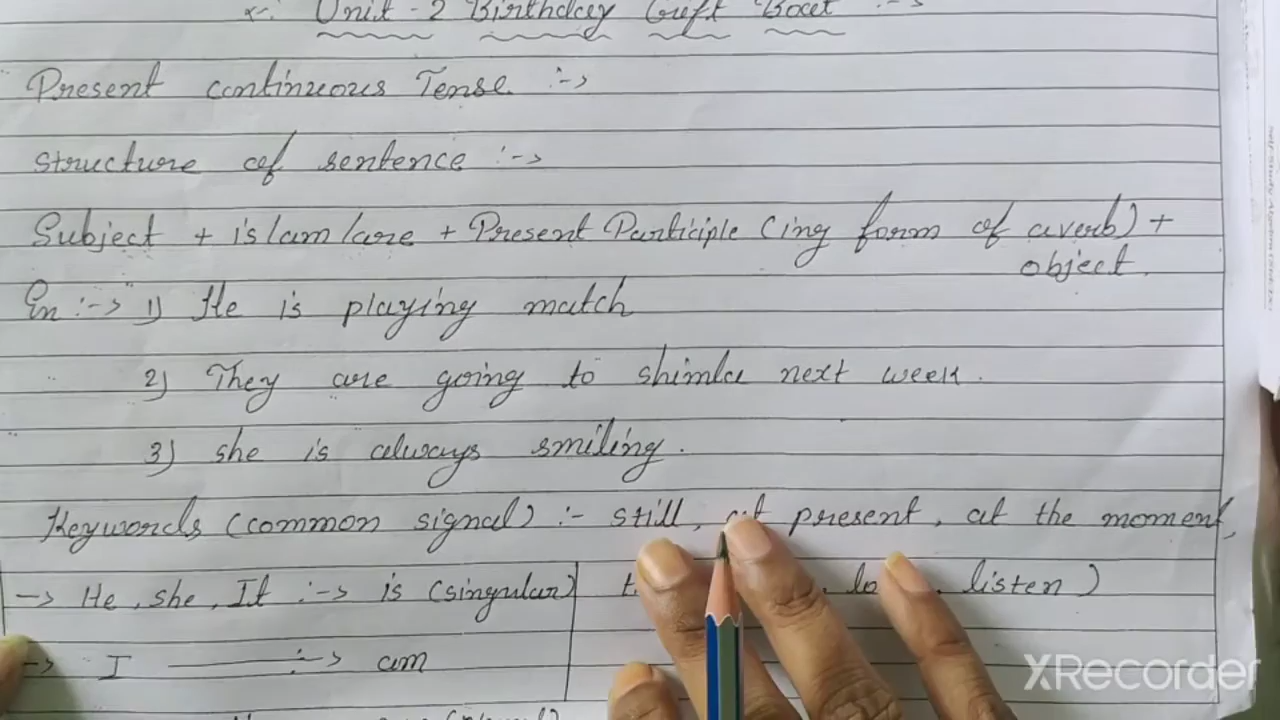 Unit - 2 Birthday Gift Boat :->
Present continuous Tense :->
structure of sentence :->
Subject + is/am/are + Present Participle (ing form of a verb) +
object.
Ex :-> 1) He is playing match
2) They are going to shimla next week.
3) she is always smiling.
Keywords (common signal) :- still, at present, at the moment,
-> He, she, It :-> is (singular)
listen)
-> I :-> am
XRecorder